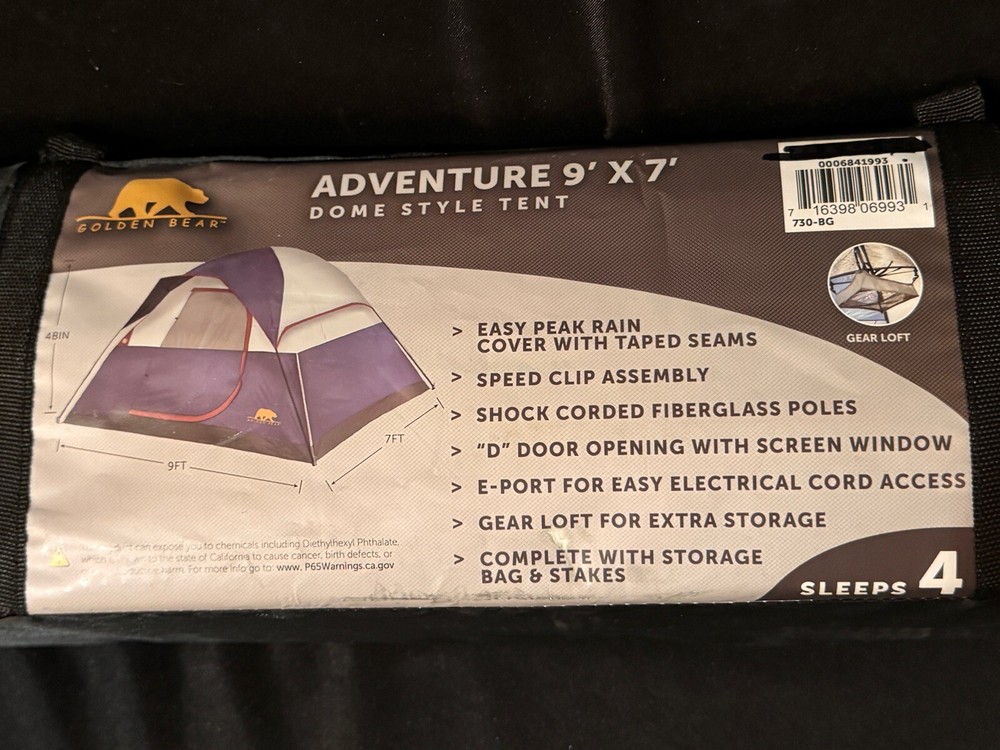 ADVENTURE 9' X 7'
DOME STYLE TENT
GOLDEN BEAR
0006841993
7 16398 06993 1
730-BG
48IN
9FT
7FT
GEAR LOFT
> EASY PEAK RAIN
COVER WITH TAPED SEAMS
> SPEED CLIP ASSEMBLY
> SHOCK CORDED FIBERGLASS POLES
> "D" DOOR OPENING WITH SCREEN WINDOW
> E-PORT FOR EASY ELECTRICAL CORD ACCESS
> GEAR LOFT FOR EXTRA STORAGE
> COMPLETE WITH STORAGE
BAG & STAKES
can expose you to chemicals including Diethylhexyl Phthalate,
to the state of California to cause cancer, birth defects, or
harm. For more info go to: www.P65Warnings.ca.gov
SLEEPS 4